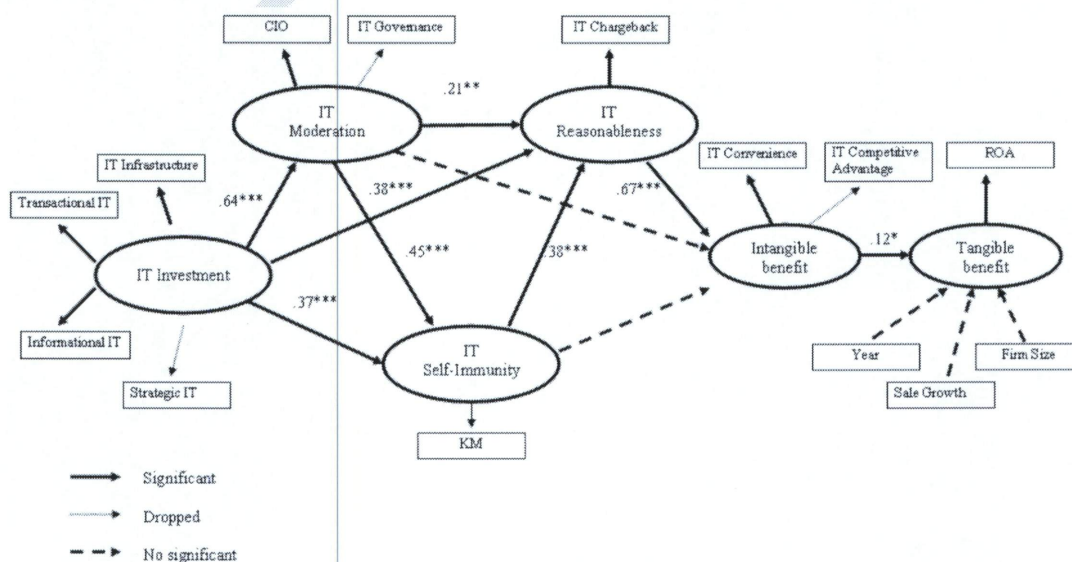 CIO
IT Governance
IT Chargeback
.21**
IT
Moderation
IT
Reasonableness
IT Infrastructure
IT Convenience
IT Competitive
Advantage
ROA
Transactional IT
.64***
.38***
.67***
IT Investment
.45***
.38***
Intangible
benefit
.12*
Tangible
benefit
.37***
Informational IT
IT
Self-Immunity
Year
Firm Size
Strategic IT
Sale Growth
KM
Significant
Dropped
No significant